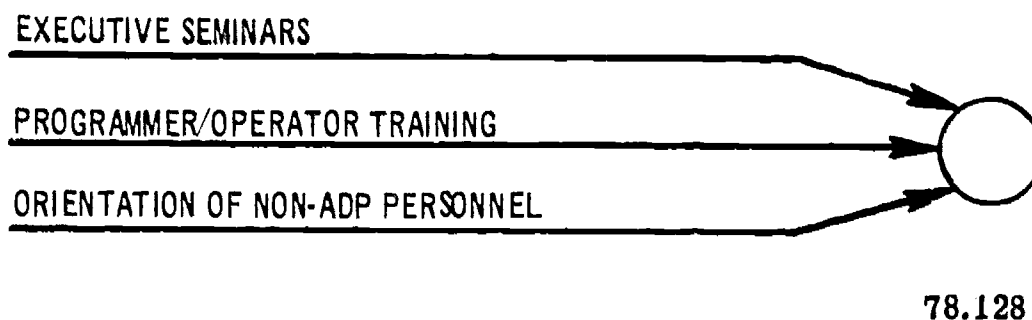 EXECUTIVE SEMINARS
PROGRAMMER/OPERATOR TRAINING
ORIENTATION OF NON-ADP PERSONNEL
78.128